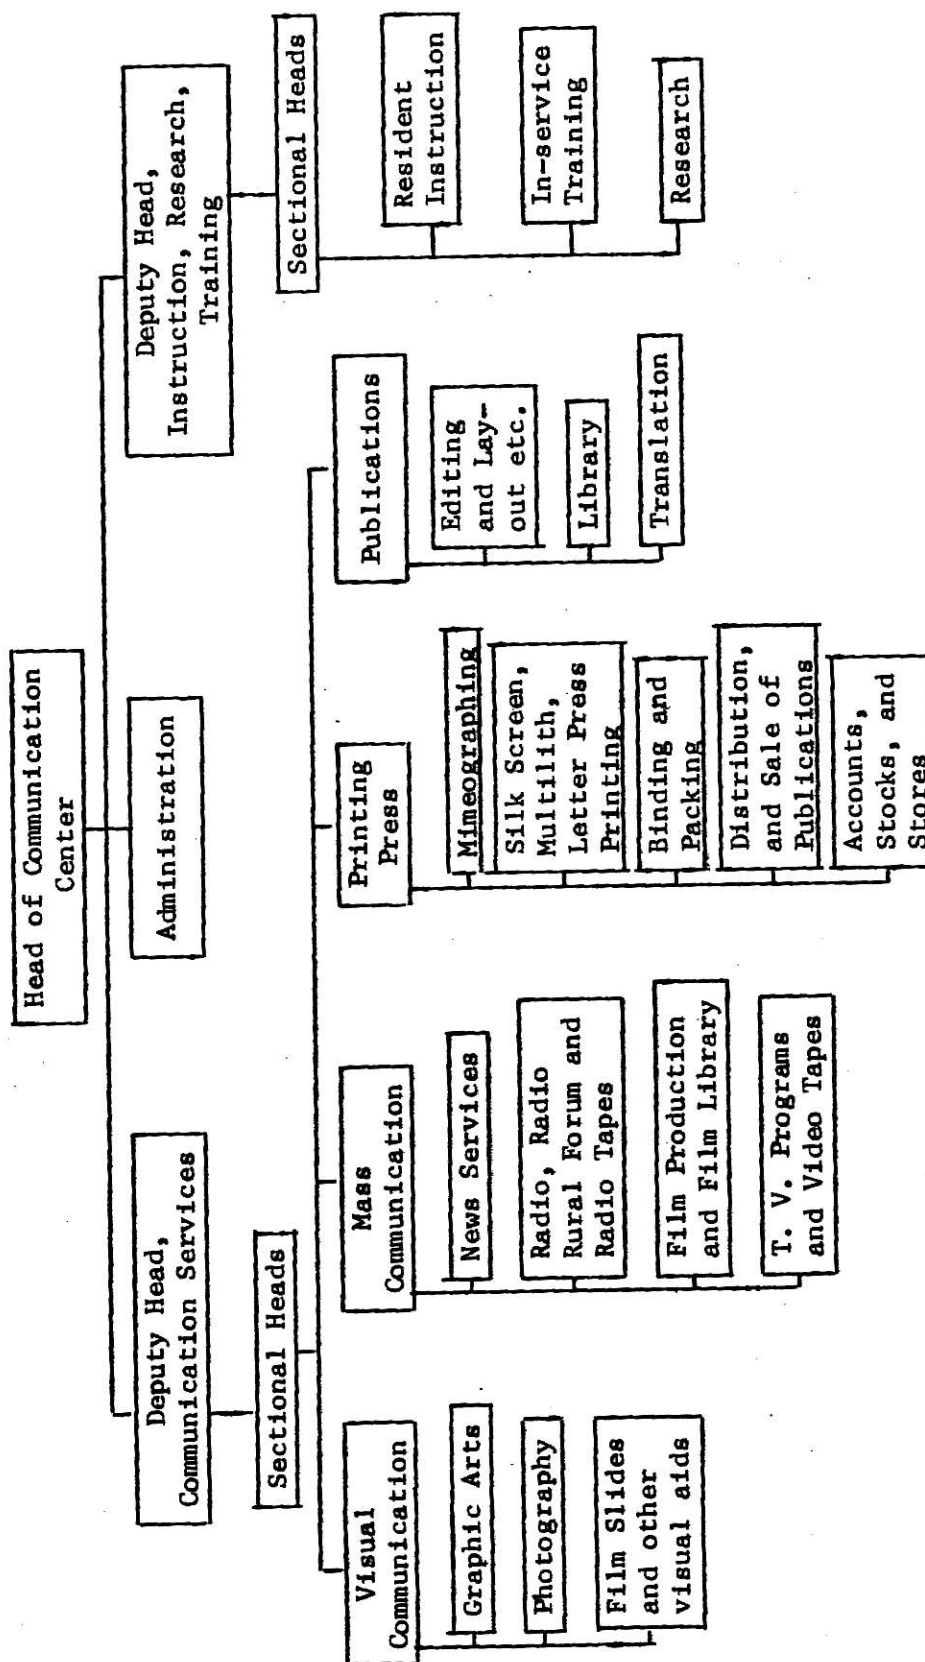 Head of Communication
Center
Deputy Head,
Communication Services
Administration
Deputy Head,
Instruction, Research,
Training
Sectional Heads
Sectional Heads
Visual
Communication
Graphic Arts
Photography
Film Slides
and other
visual aids
Mass
Communication
News Services
Radio, Radio
Rural Forum and
Radio Tapes
Film Production
and Film Library
T. V. Programs
and Video Tapes
Printing
Press
Mimeographing
Silk Screen,
Multilith,
Letter Press
Printing
Binding and
Packing
Distribution,
and Sale of
Publications
Accounts,
Stocks, and
Stores
Publications
Editing
and Lay-
out etc.
Library
Translation
Resident
Instruction
In-service
Training
Research